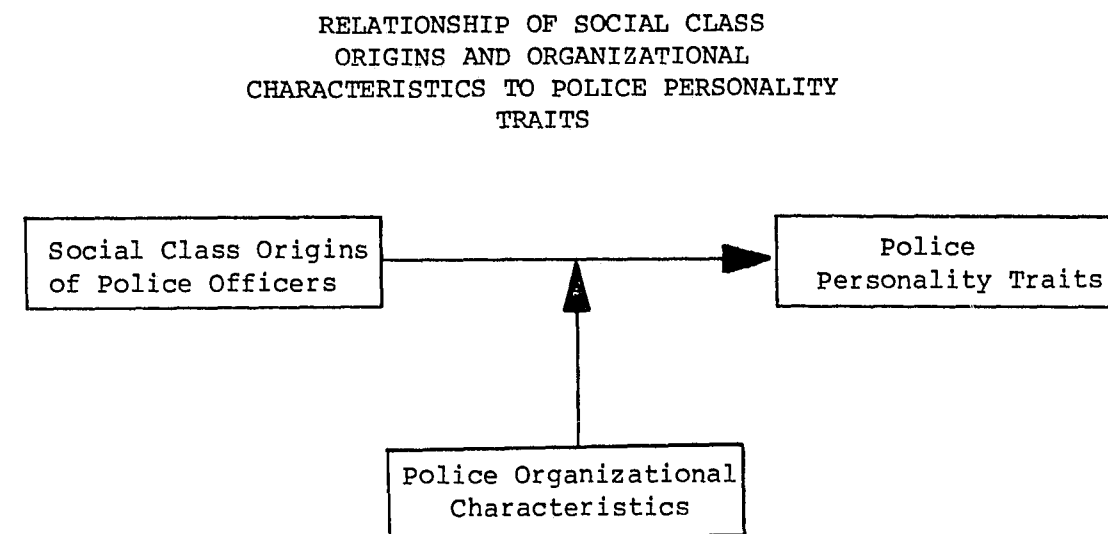 RELATIONSHIP OF SOCIAL CLASS
ORIGINS AND ORGANIZATIONAL
CHARACTERISTICS TO POLICE PERSONALITY
TRAITS
Social Class Origins
of Police Officers
Police
Personality Traits
Police Organizational
Characteristics